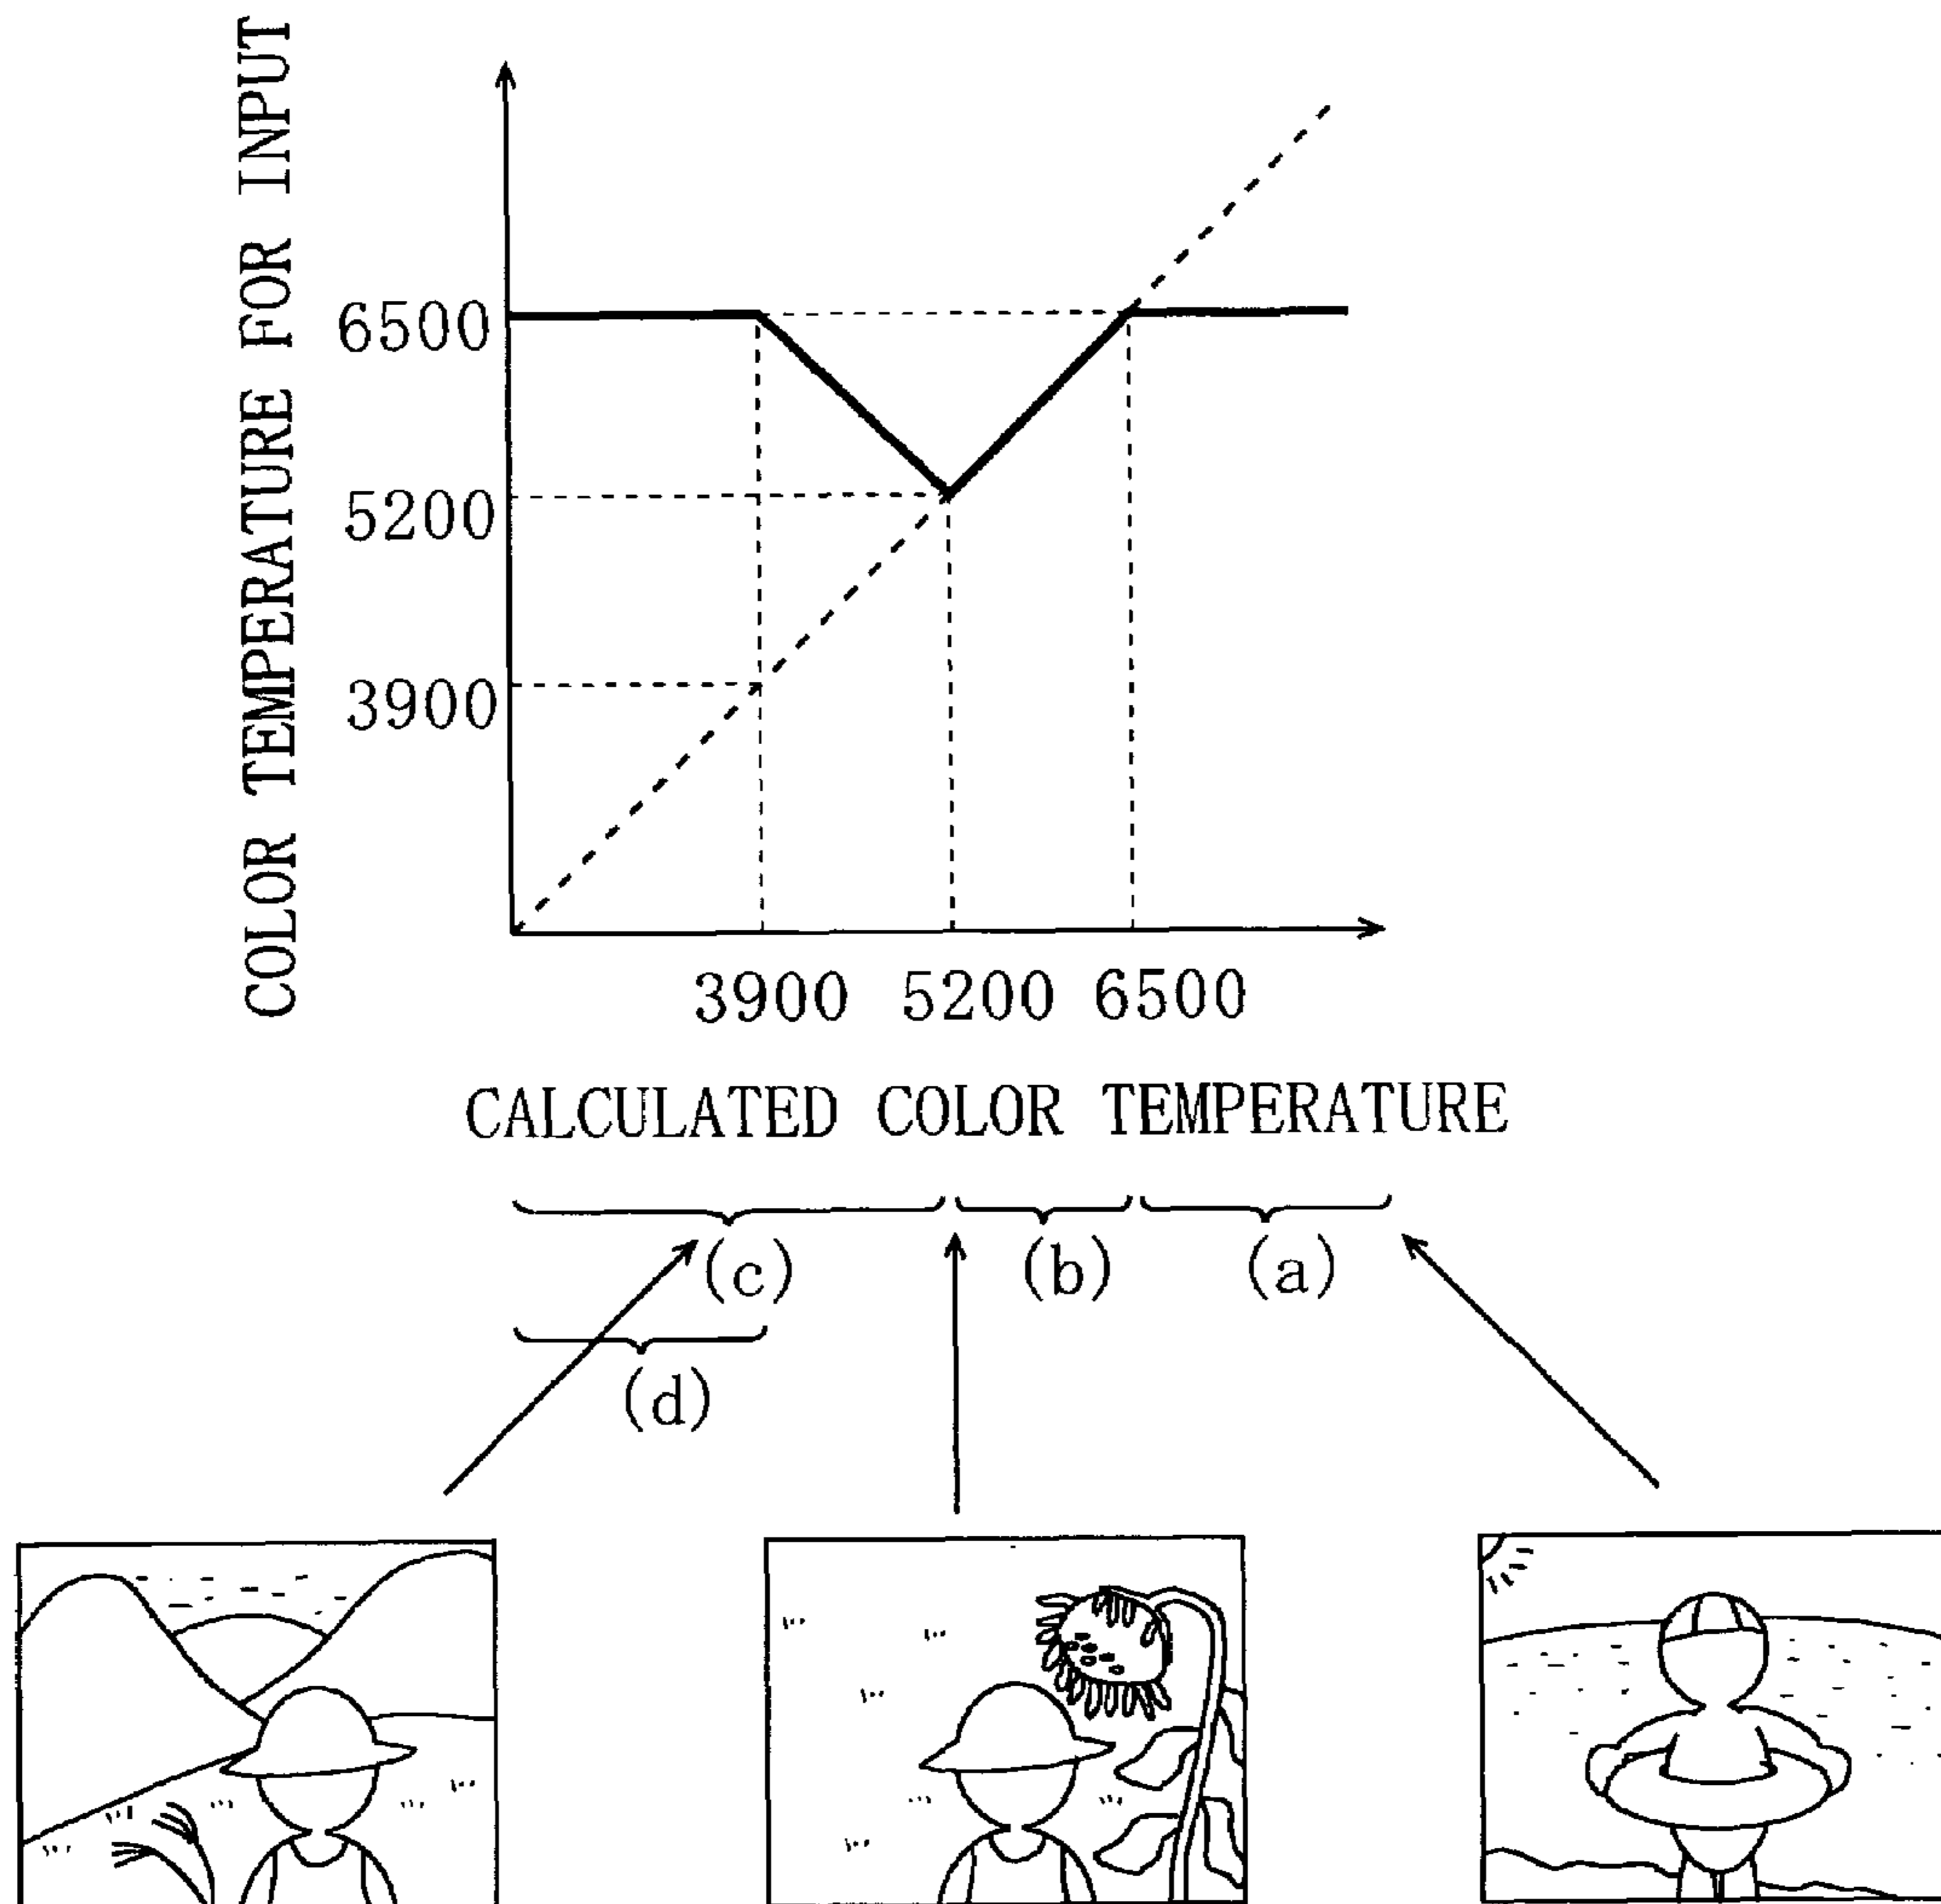 COLOR TEMPERATURE FOR INPUT
6500
5200
3900
3900 5200 6500
CALCULATED COLOR TEMPERATURE
(c) (b) (a)
(d)